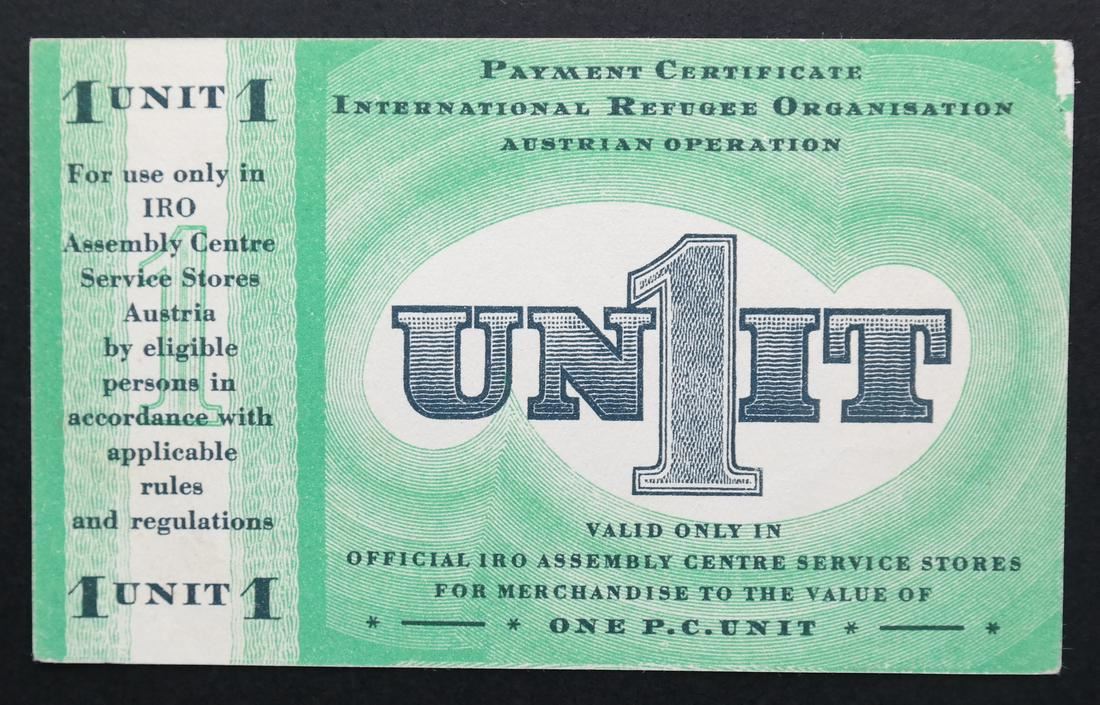 1 UNIT 1
For use only in
IRO
Assembly Centre
Service Stores
Austria
by eligible
persons in
accordance with
applicable
rules
and regulations
1 UNIT 1
1
PAYMENT CERTIFICATE
INTERNATIONAL REFUGEE ORGANISATION
AUSTRIAN OPERATION
UN1IT
VALID ONLY IN
OFFICIAL IRO ASSEMBLY CENTRE SERVICE STORES
FOR MERCHANDISE TO THE VALUE OF
* — * ONE P.C.UNIT * — *